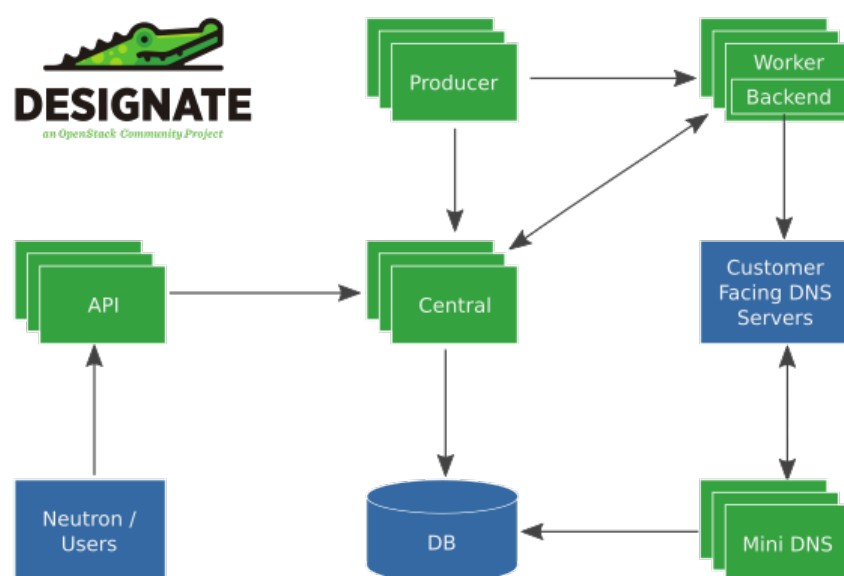 DESIGNATE
an OpenStack Community Project
Producer
Worker
Backend
API
Central
Customer
Facing DNS
Servers
Neutron /
Users
DB
Mini DNS